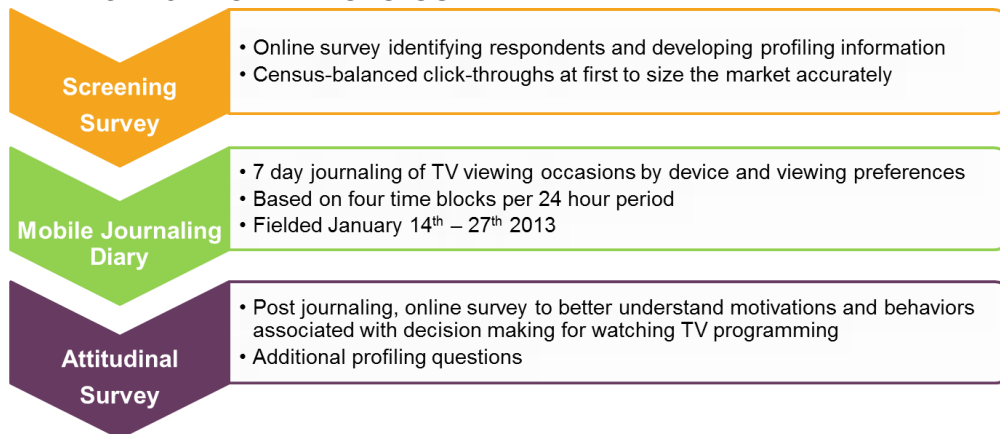 Screening
Survey
• Online survey identifying respondents and developing profiling information
• Census-balanced click-throughs at first to size the market accurately
Mobile Journaling
Diary
• 7 day journaling of TV viewing occasions by device and viewing preferences
• Based on four time blocks per 24 hour period
• Fielded January 14th – 27th 2013
Attitudinal
Survey
• Post journaling, online survey to better understand motivations and behaviors
associated with decision making for watching TV programming
• Additional profiling questions